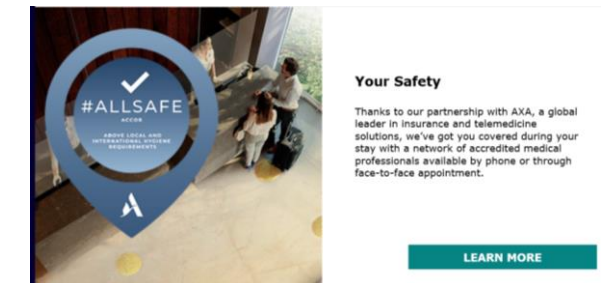 #ALLSAFE
ACCOR
ABOVE LOCAL AND
INTERNATIONAL HYGIENE
REQUIREMENTS
Your Safety
Thanks to our partnership with AXA, a global
leader in insurance and telemedicine
solutions, we've got you covered during your
stay with a network of accredited medical
professionals available by phone or through
face-to-face appointment.
LEARN MORE